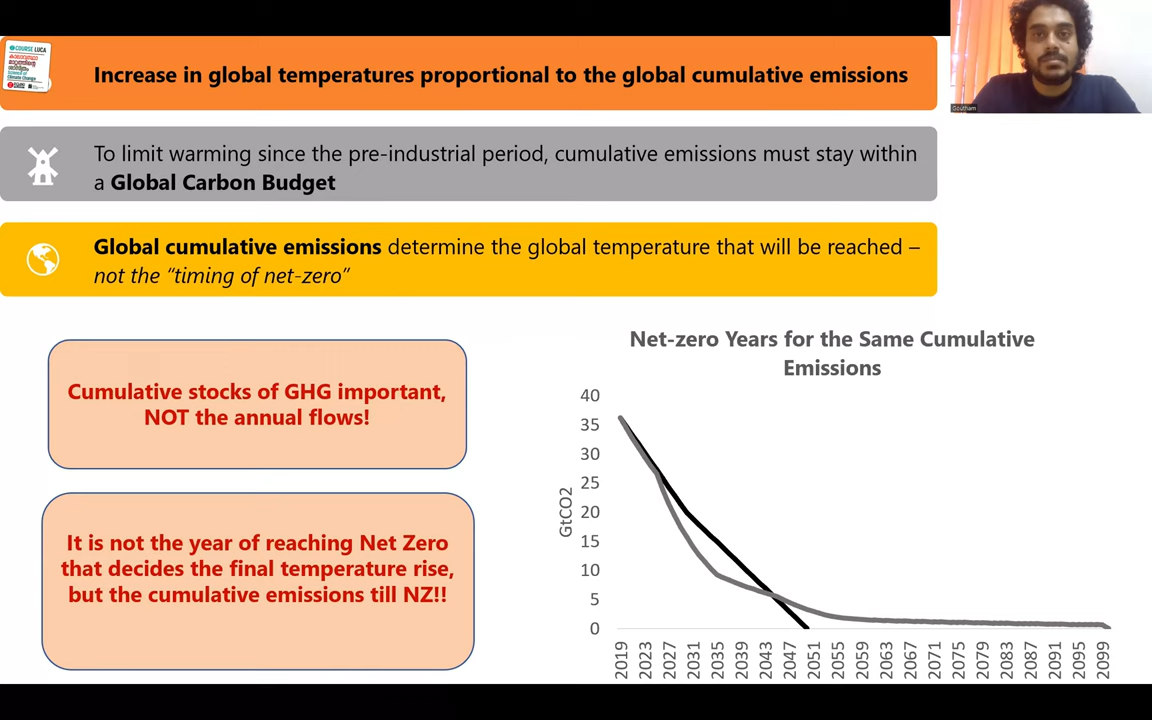 COURSE LUCA
Increase in global temperatures proportional to the global cumulative emissions
Southam
To limit warming since the pre-industrial period, cumulative emissions must stay within
a Global Carbon Budget
Global cumulative emissions determine the global temperature that will be reached –
not the “timing of net-zero”
Cumulative stocks of GHG important,
NOT the annual flows!
It is not the year of reaching Net Zero
that decides the final temperature rise,
but the cumulative emissions till NZ!!
Net-zero Years for the Same Cumulative
Emissions
GtCO2
40
35
30
25
20
15
10
5
0
2019
2023
2027
2031
2035
2039
2043
2047
2051
2055
2059
2063
2067
2071
2075
2079
2083
2087
2091
2095
2099